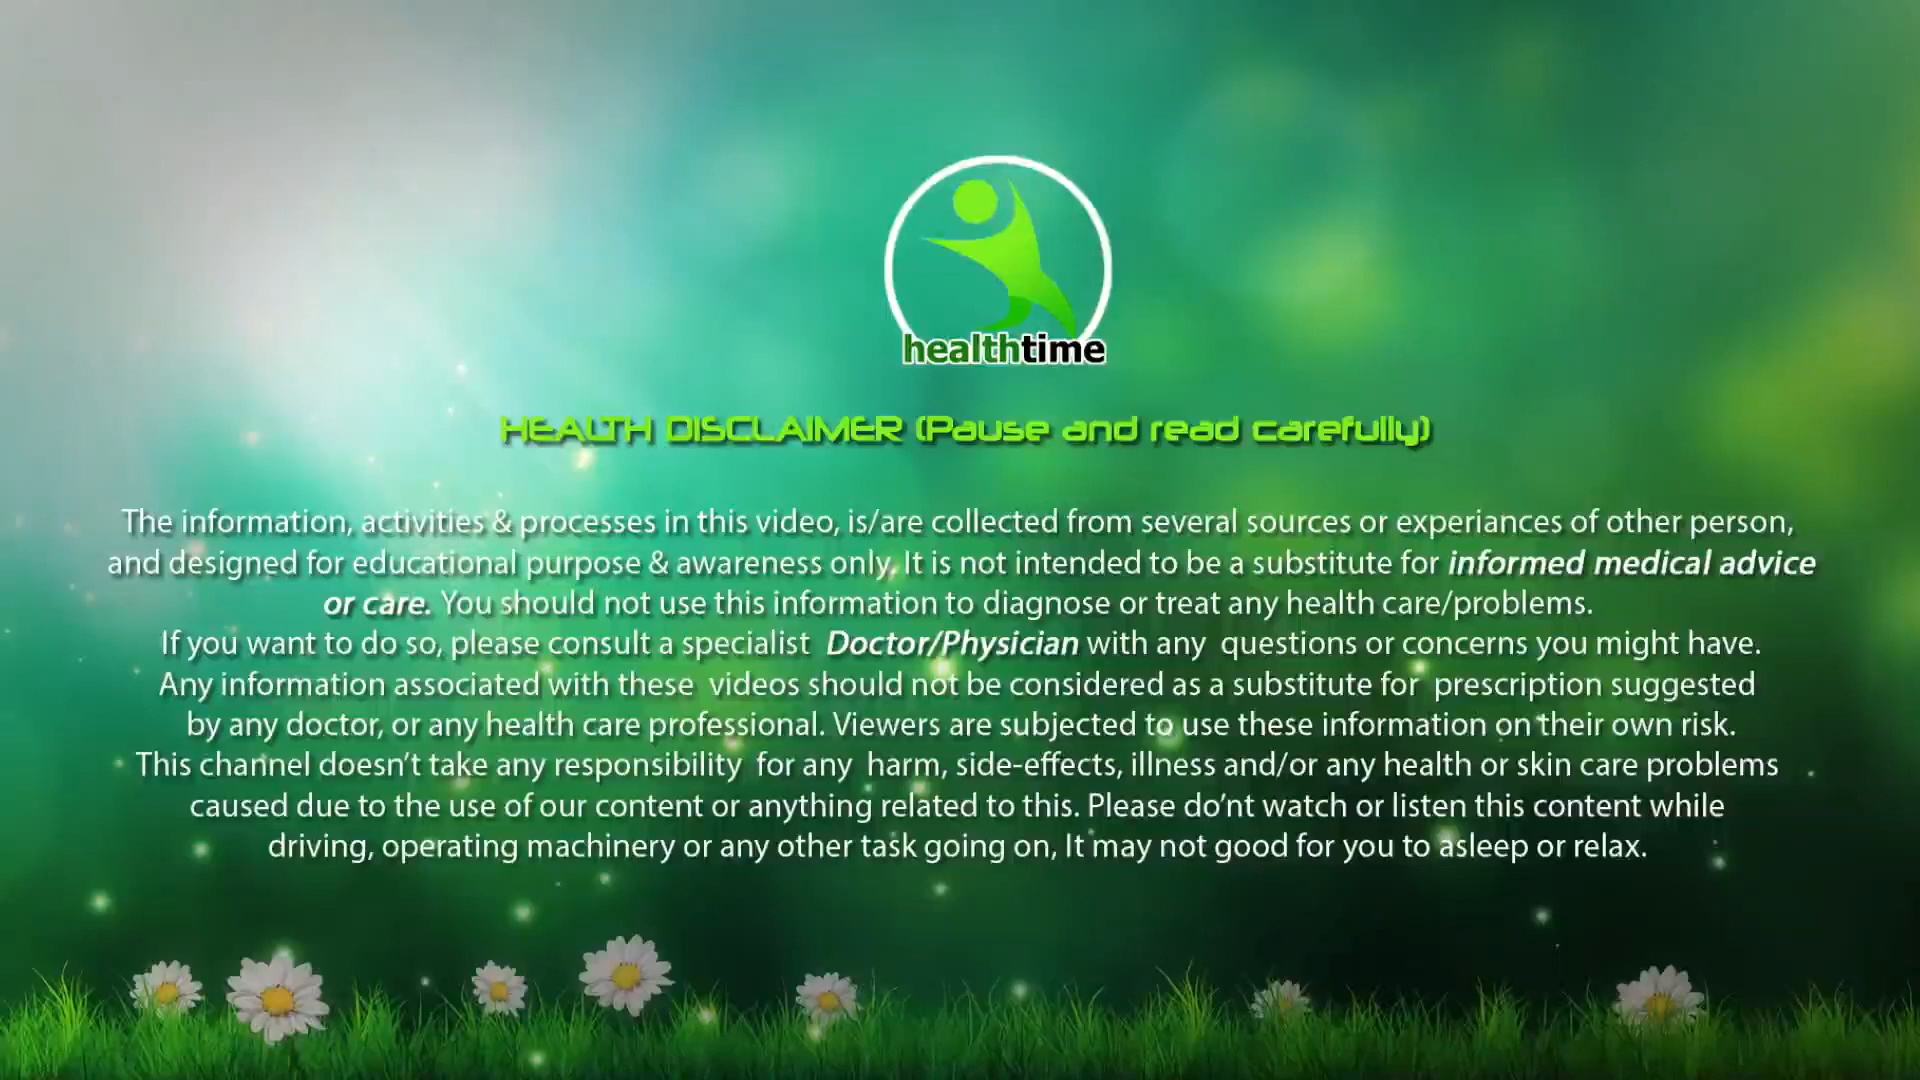 healthtime
HEALTH DISCLAIMER (Pause and read carefully)
The information, activities & processes in this video, is/are collected from several sources or experiances of other person,
and designed for educational purpose & awareness only. It is not intended to be a substitute for informed medical advice
or care. You should not use this information to diagnose or treat any health care/problems.
If you want to do so, please consult a specialist Doctor/Physician with any questions or concerns you might have.
Any information associated with these videos should not be considered as a substitute for prescription suggested
by any doctor, or any health care professional. Viewers are subjected to use these information on their own risk.
This channel doesn't take any responsibility for any harm, side-effects, illness and/or any health or skin care problems
caused due to the use of our content or anything related to this. Please do'nt watch or listen this content while
driving, operating machinery or any other task going on, It may not good for you to asleep or relax.